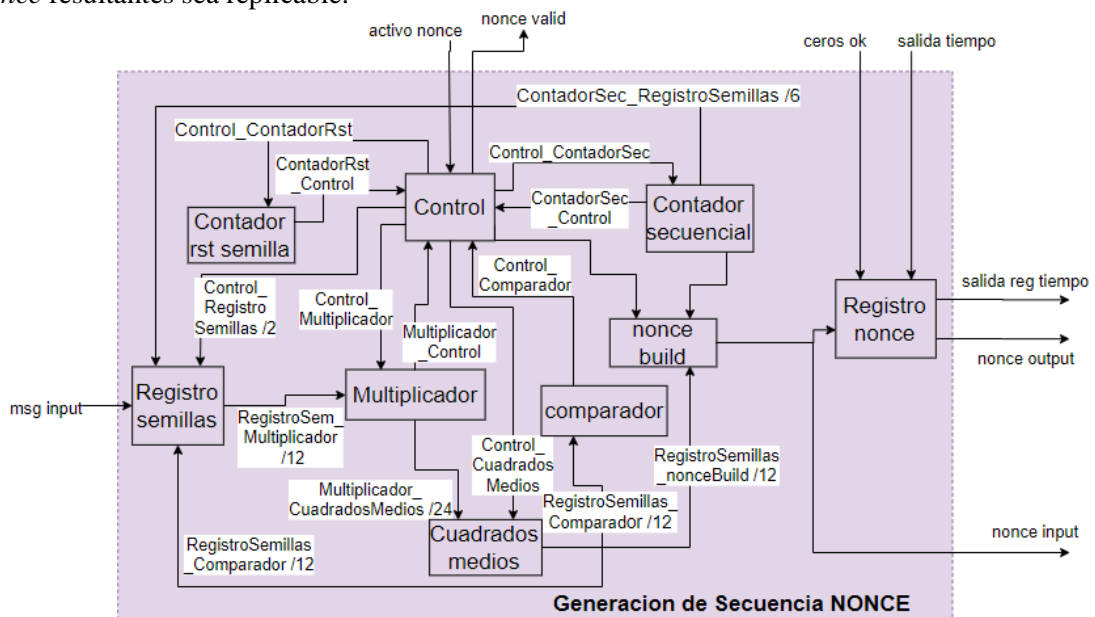 nonce resultantes sea replicable.
nonce valid
activo nonce
ceros ok
salida tiempo
ContadorSec_RegistroSemillas /6
Control_ContadorRst
ContadorRst
_Control
Control_ContadorSec
Control
ContadorSec
_Control
Contador
secuencial
Contador
rst semilla
Control_
Registro
Semillas /2
Control_
Multiplicador
Control_
Comparador
Multiplicador
_Control
nonce
build
Registro
nonce
salida reg tiempo
nonce output
msg input
Registro
semillas
Multiplicador
comparador
RegistroSem_
Multiplicador
/12
Control_
Cuadrados
Medios
RegistroSemillas
_nonceBuild /12
Multiplicador_
CuadradosMedios /24
RegistroSemillas_
Comparador /12
Cuadrados
medios
RegistroSemillas
_Comparador /12
nonce input
Generacion de Secuencia NONCE